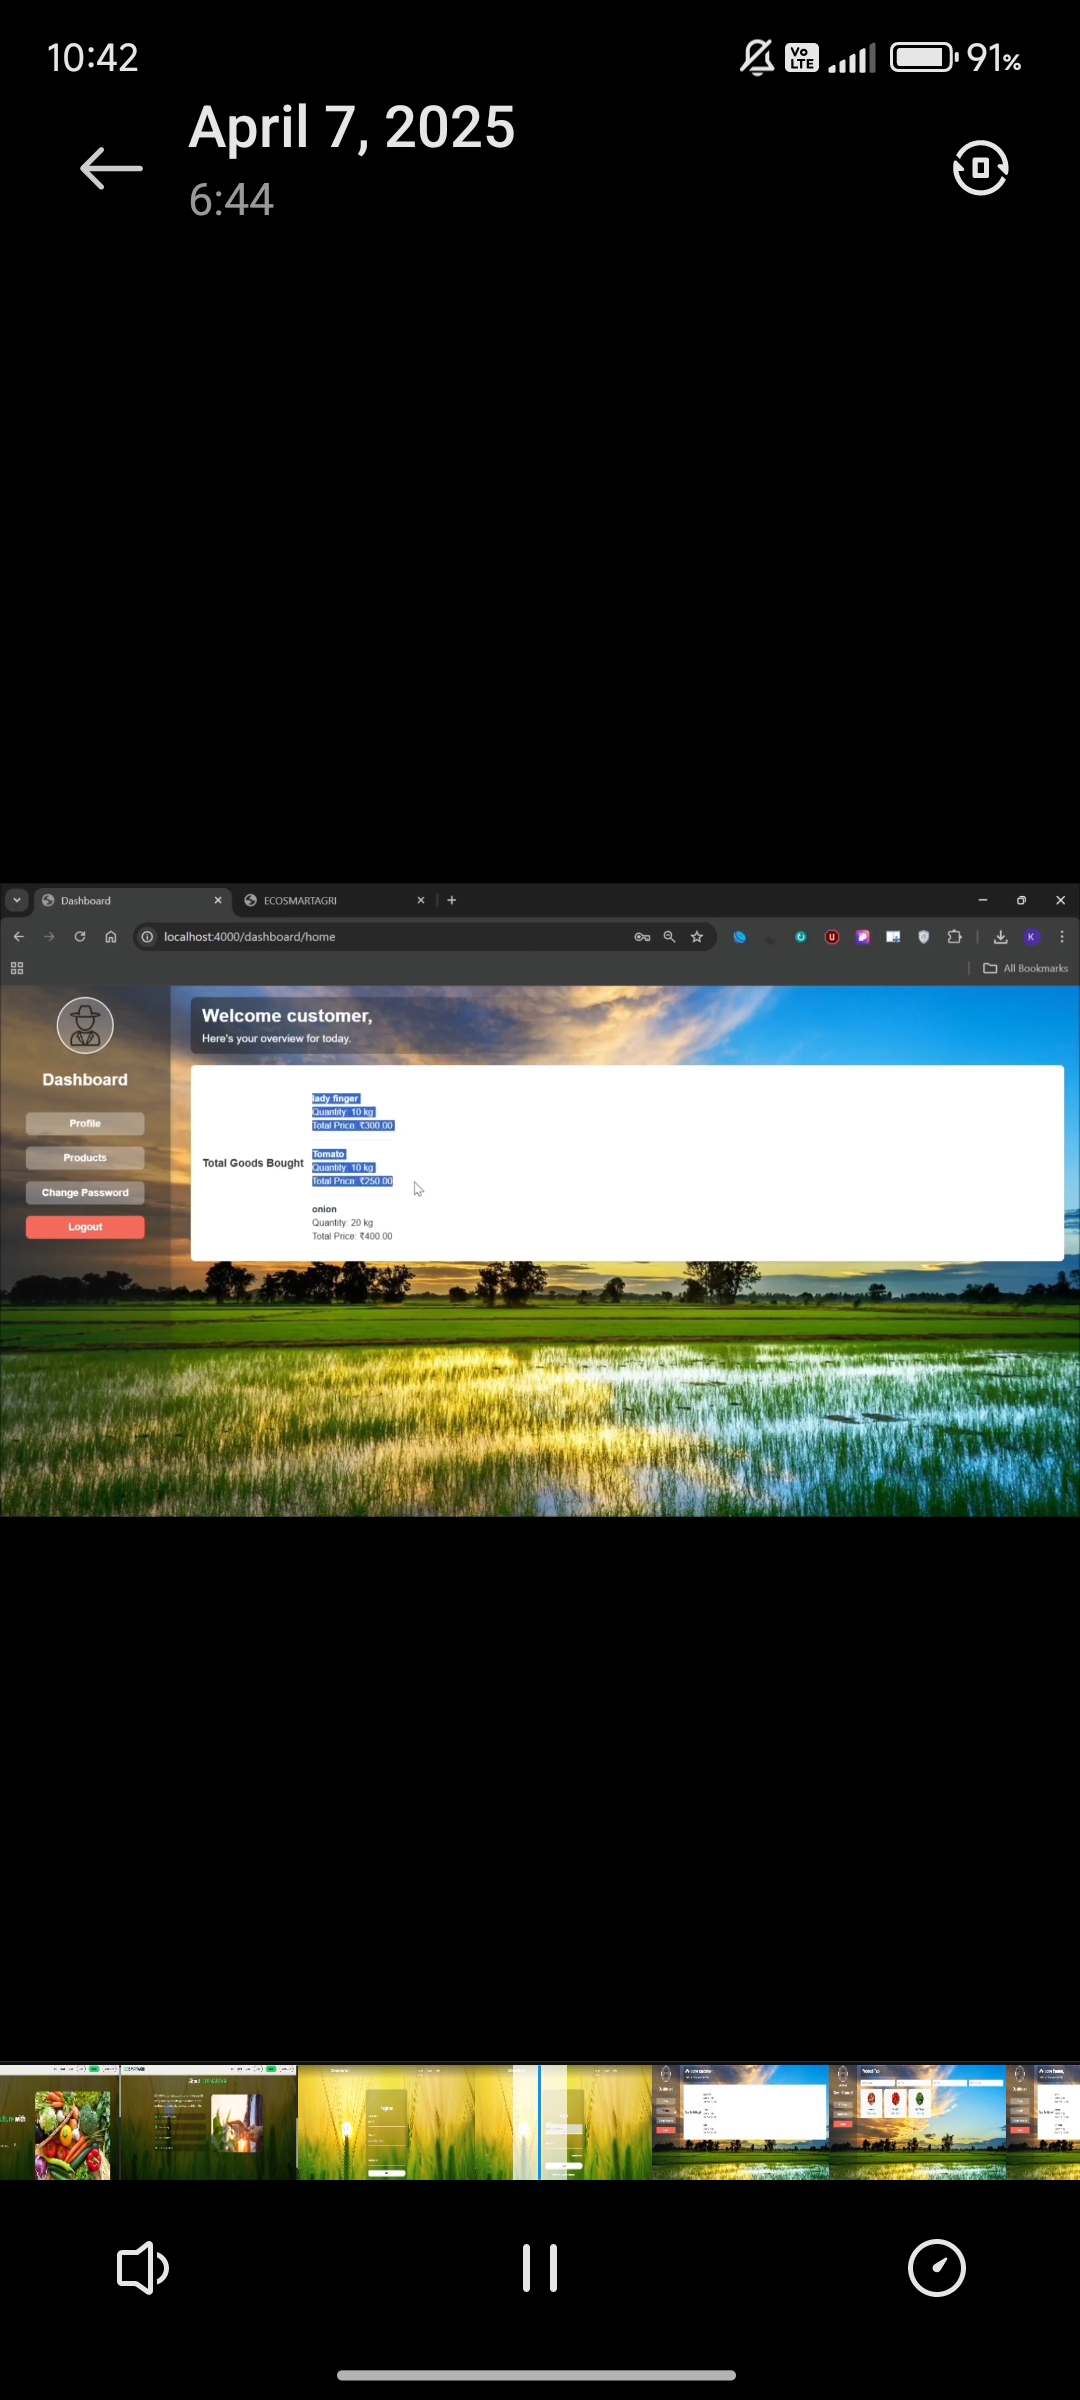 10:42
Vo
LTE
91%
April 7, 2025
6:44
Dashboard
ECOSMARTAGRI
localhost:4000/dashboard/home
U
K
All Bookmarks
Welcome customer,
Here's your overview for today.
Dashboard
Profile
Products
Change Password
Logout
Total Goods Bought
lady finger
Quantity: 10 kg
Total Price: ₹300.00
Tomato
Quantity: 10 kg
Total Price: ₹250.00
onion
Quantity: 20 kg
Total Price: ₹400.00